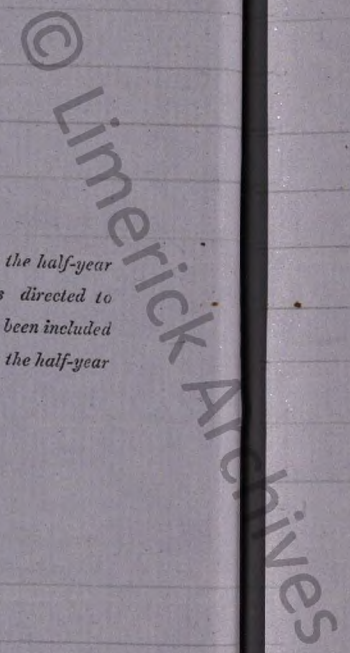 © Limerick Archives
the half-year
s directed to
been included
the half-year